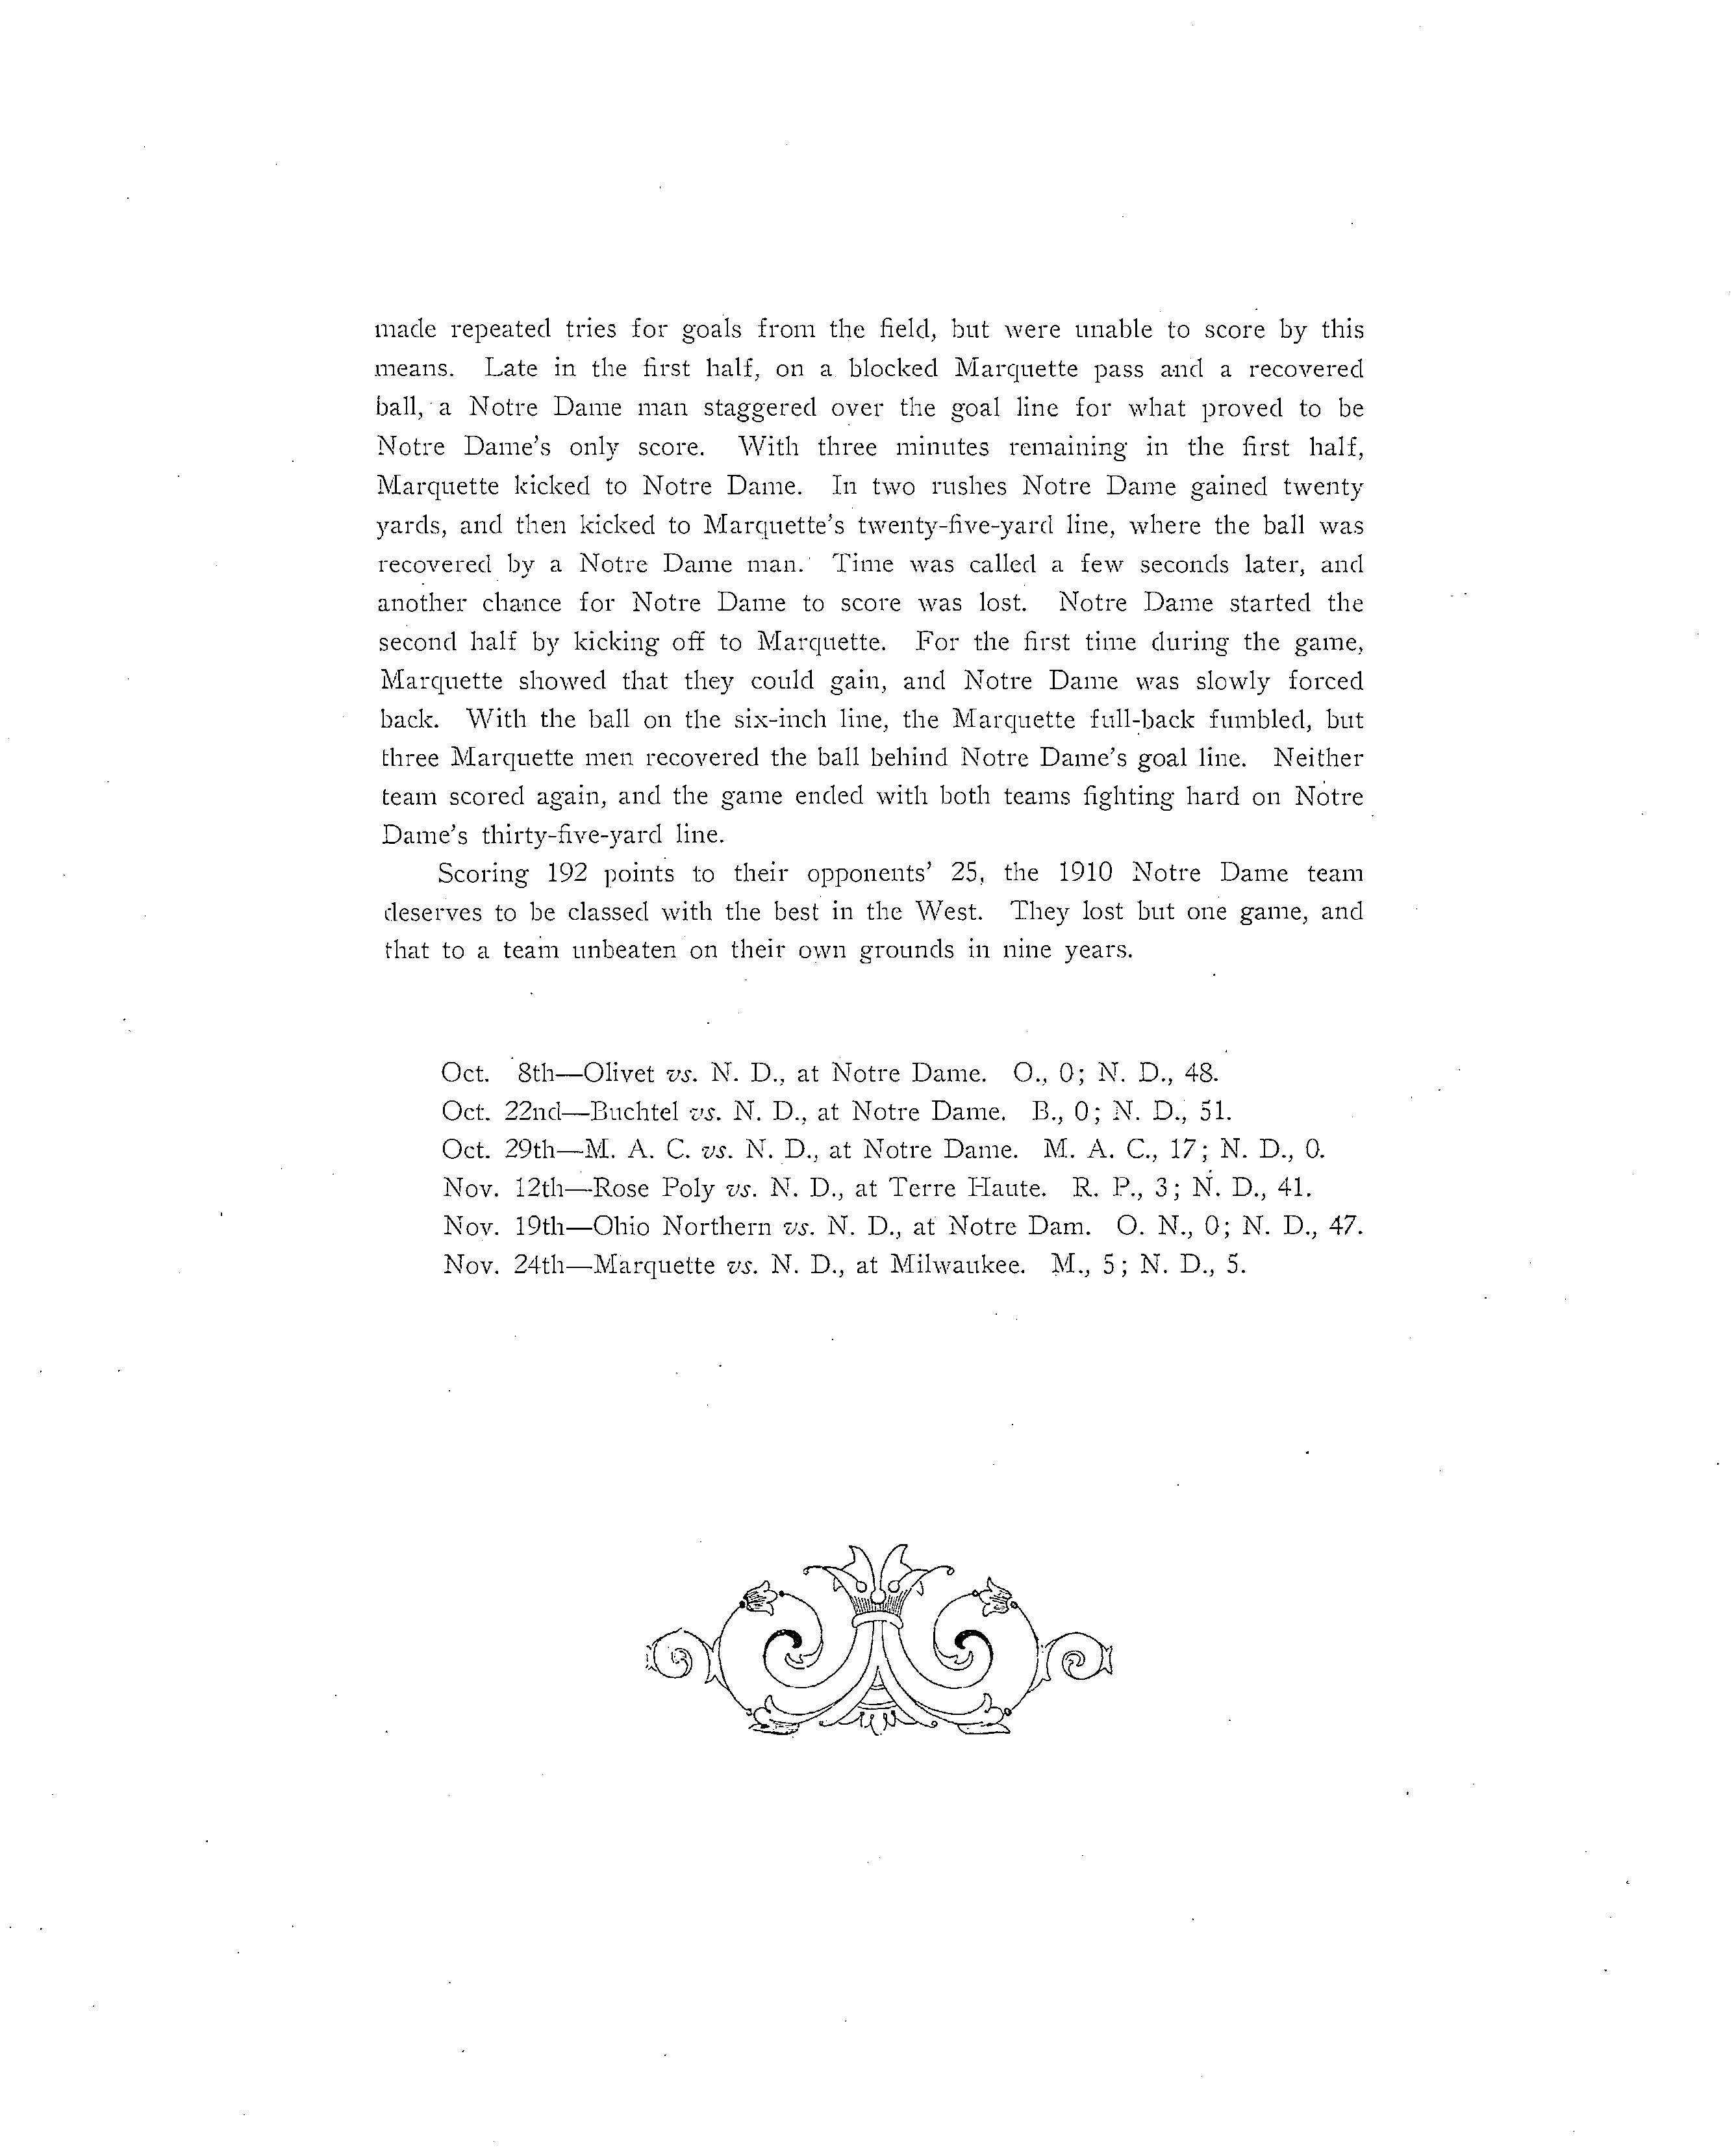 made repeated tries for goals from the field, but were unable to score by this
means. Late in the first half, on a blocked Marquette pass and a recovered
ball, a Notre Dame man staggered over the goal line for what proved to be
Notre Dame's only score. With three minutes remaining in the first half,
Marquette kicked to Notre Dame. In two rushes Notre Dame gained twenty
yards, and then kicked to Marquette's twenty-five-yard line, where the ball was
recovered by a Notre Dame man. Time was called a few seconds later, and
another chance for Notre Dame to score was lost. Notre Dame started the
second half by kicking off to Marquette. For the first time during the game,
Marquette showed that they could gain, and Notre Dame was slowly forced
back. With the ball on the six-inch line, the Marquette full-back fumbled, but
three Marquette men recovered the ball behind Notre Dame's goal line. Neither
team scored again, and the game ended with both teams fighting hard on Notre
Dame's thirty-five-yard line.
Scoring 192 points to their opponents' 25, the 1910 Notre Dame team
deserves to be classed with the best in the West. They lost but one game, and
that to a team unbeaten on their own grounds in nine years.
Oct. 8th—Olivet vs. N. D., at Notre Dame. O., 0; N. D., 48.
Oct. 22nd—Buchtel vs. N. D., at Notre Dame. B., 0; N. D., 51.
Oct. 29th—M. A. C. vs. N. D., at Notre Dame. M. A. C., 17; N. D., 0.
Nov. 12th—Rose Poly vs. N. D., at Terre Haute. R. P., 3; N. D., 41.
Nov. 19th—Ohio Northern vs. N. D., at Notre Dam. O. N., 0; N. D., 47.
Nov. 24th—Marquette vs. N. D., at Milwaukee. M., 5; N. D., 5.